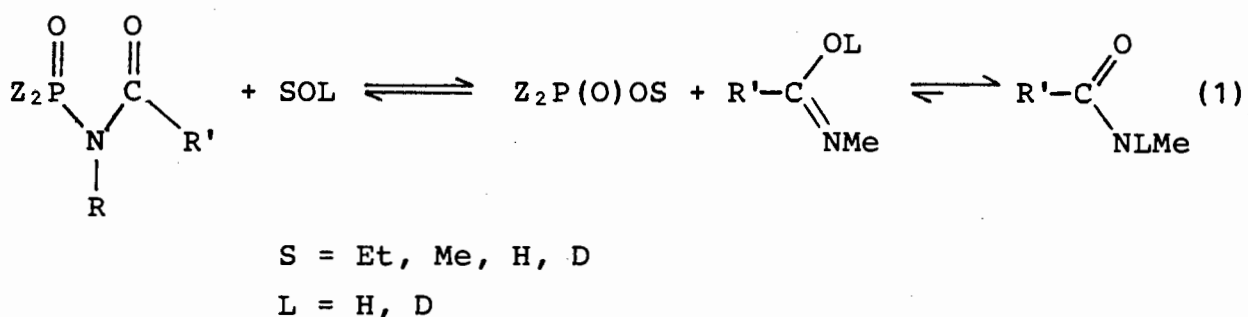 O O OL O
Z₂P C + SOL ⇌ Z₂P(O)OS + R'-C ⇌ R'-C (1)
N R' NMe NLMe
R
S = Et, Me, H, D
L = H, D